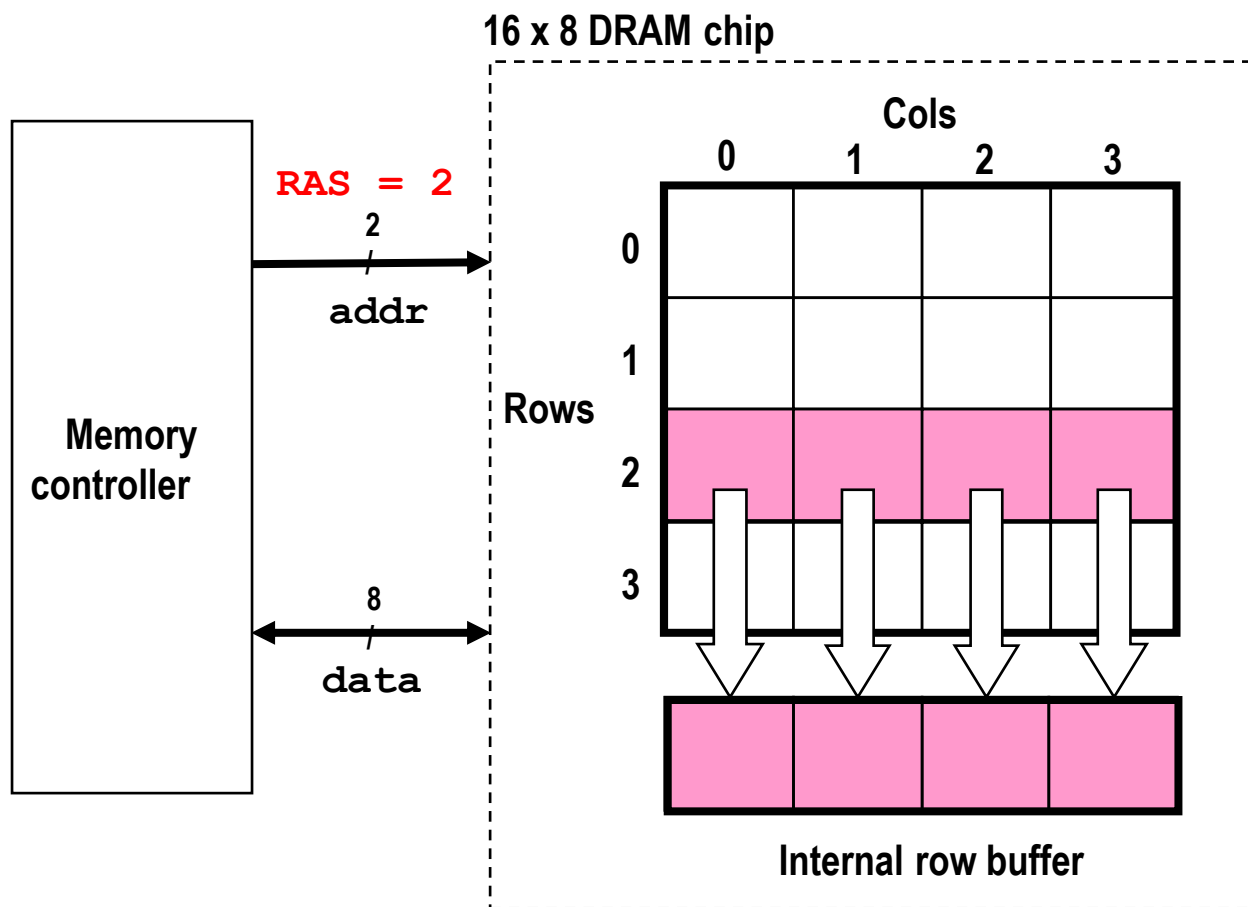 16 x 8 DRAM chip
Cols
0 1 2 3
RAS = 2
2
addr
0
1
Rows
2
3
Memory
controller
8
data
Internal row buffer